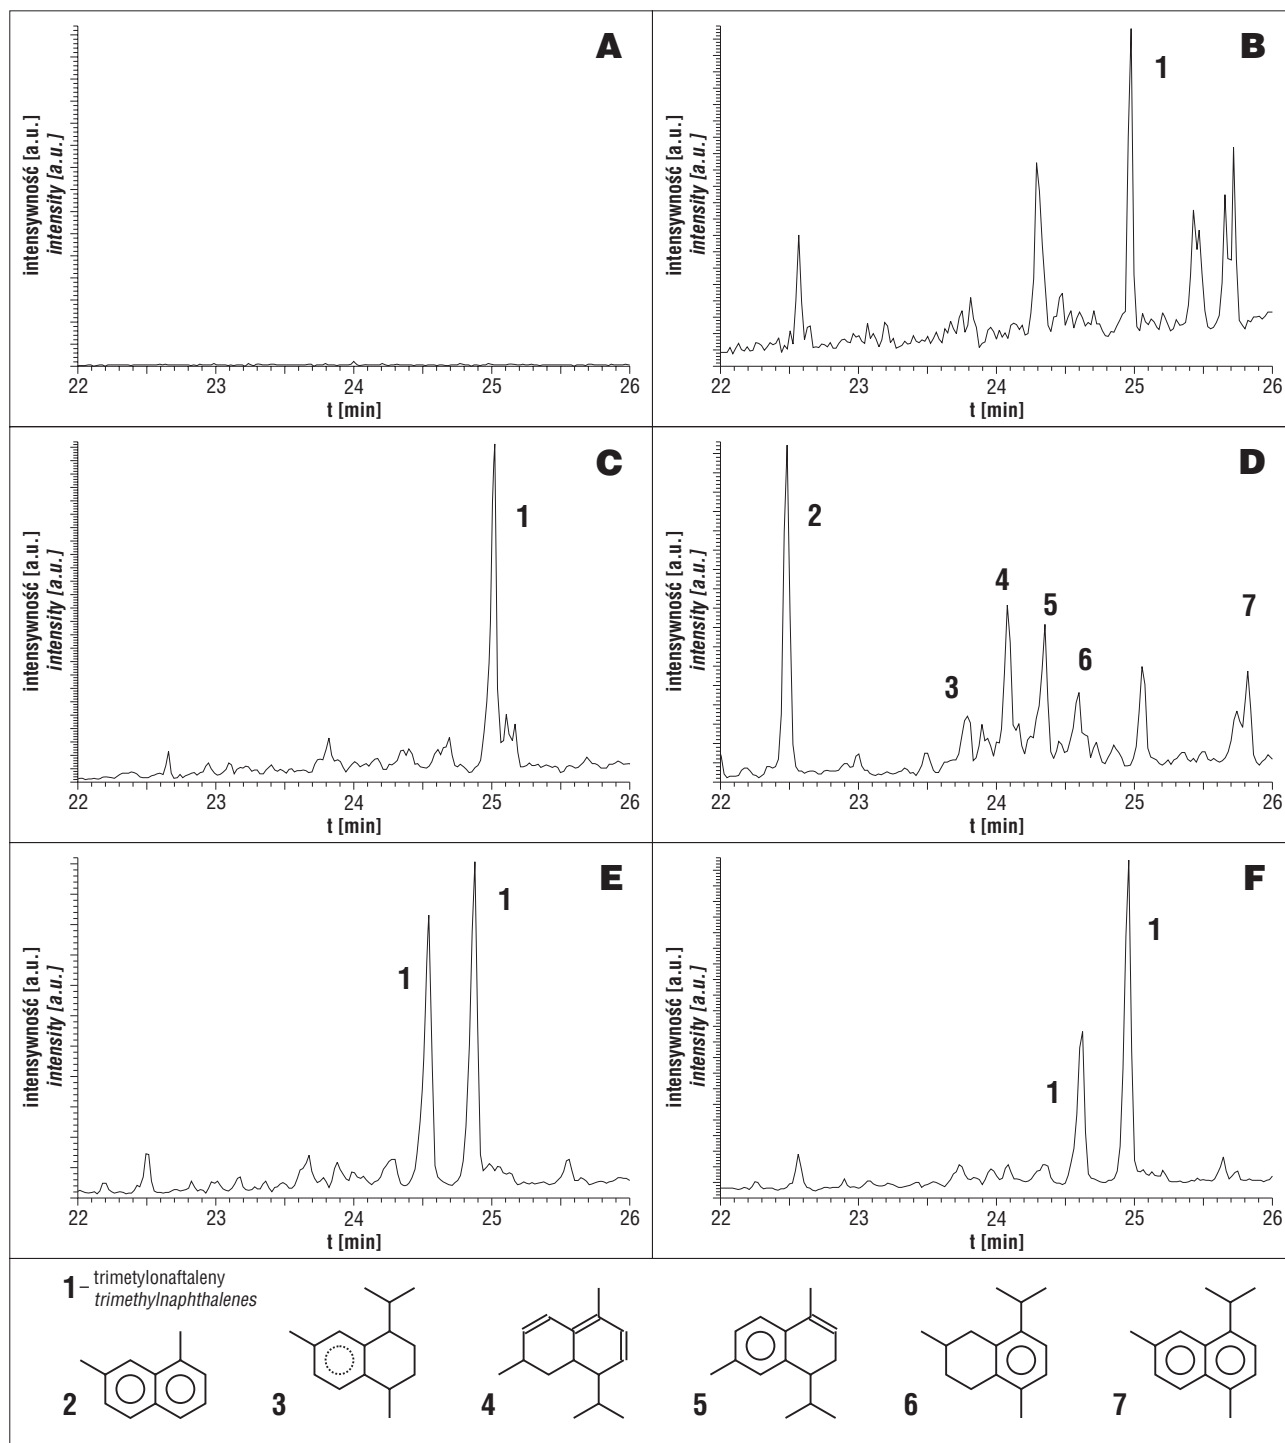 A
intensywność [a.u.]
intensity [a.u.]
22 23 24 25 26
t [min]
B
1
intensywność [a.u.]
intensity [a.u.]
22 23 24 25 26
t [min]
C
1
intensywność [a.u.]
intensity [a.u.]
22 23 24 25 26
t [min]
D
2
3
4
5
6
7
intensywność [a.u.]
intensity [a.u.]
22 23 24 25 26
t [min]
E
1
1
intensywność [a.u.]
intensity [a.u.]
22 23 24 25 26
t [min]
F
1
1
intensywność [a.u.]
intensity [a.u.]
22 23 24 25 26
t [min]
1 – trimetylonaftaleny
trimethylnaphthalenes
2 3 4 5 6 7